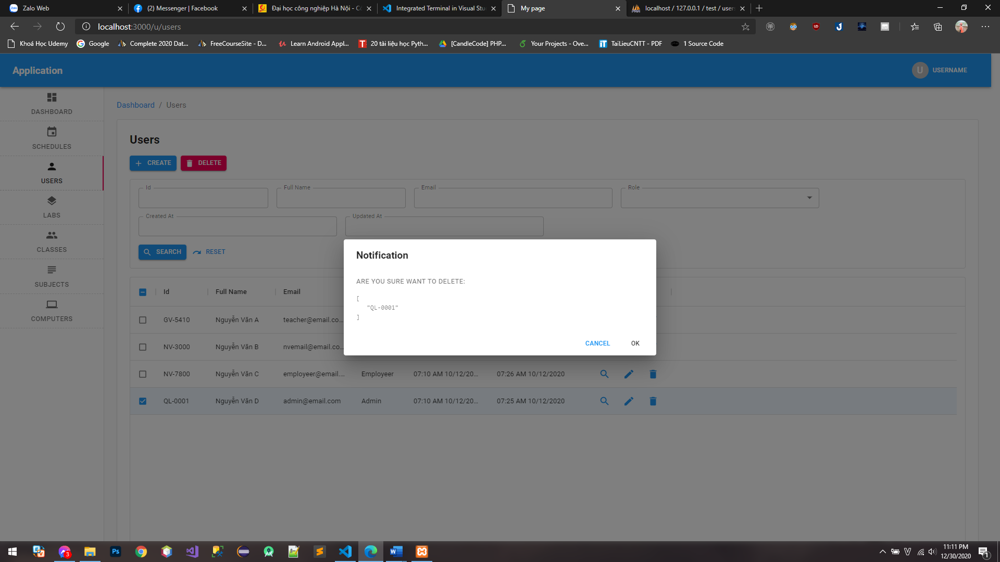 Zalo Web
(2) Messenger | Facebook
Đại học công nghiệp Hà Nội - Cổ
Integrated Terminal in Visual Stu
My page
localhost / 127.0.0.1 / test / users
localhost:3000/u/users
Khoá Học Udemy
Google
Complete 2020 Dat...
FreeCourseSite - D...
Learn Android Appl...
20 tài liệu học Pyth...
[CandleCode] PHP...
Your Projects - Ove...
TaiLieuCNTT - PDF
1 Source Code
Application
U USERNAME
DASHBOARD
SCHEDULES
USERS
LABS
CLASSES
SUBJECTS
COMPUTERS
Dashboard / Users
Users
CREATE
DELETE
Id
Full Name
Email
Role
Created At
Updated At
SEARCH
RESET
Id Full Name Email
GV-5410 Nguyễn Văn A teacher@email.co...
NV-3000 Nguyễn Văn B nvemail@email.co...
NV-7800 Nguyễn Văn C employeer@email.... Employeer 07:10 AM 10/12/20... 07:26 AM 10/12/2020
QL-0001 Nguyễn Văn D admin@email.com Admin 07:10 AM 10/12/20... 07:25 AM 10/12/2020
Notification
ARE YOU SURE WANT TO DELETE:
[
"QL-0001"
]
CANCEL
OK
3
Ps
11:11 PM
12/30/2020
1